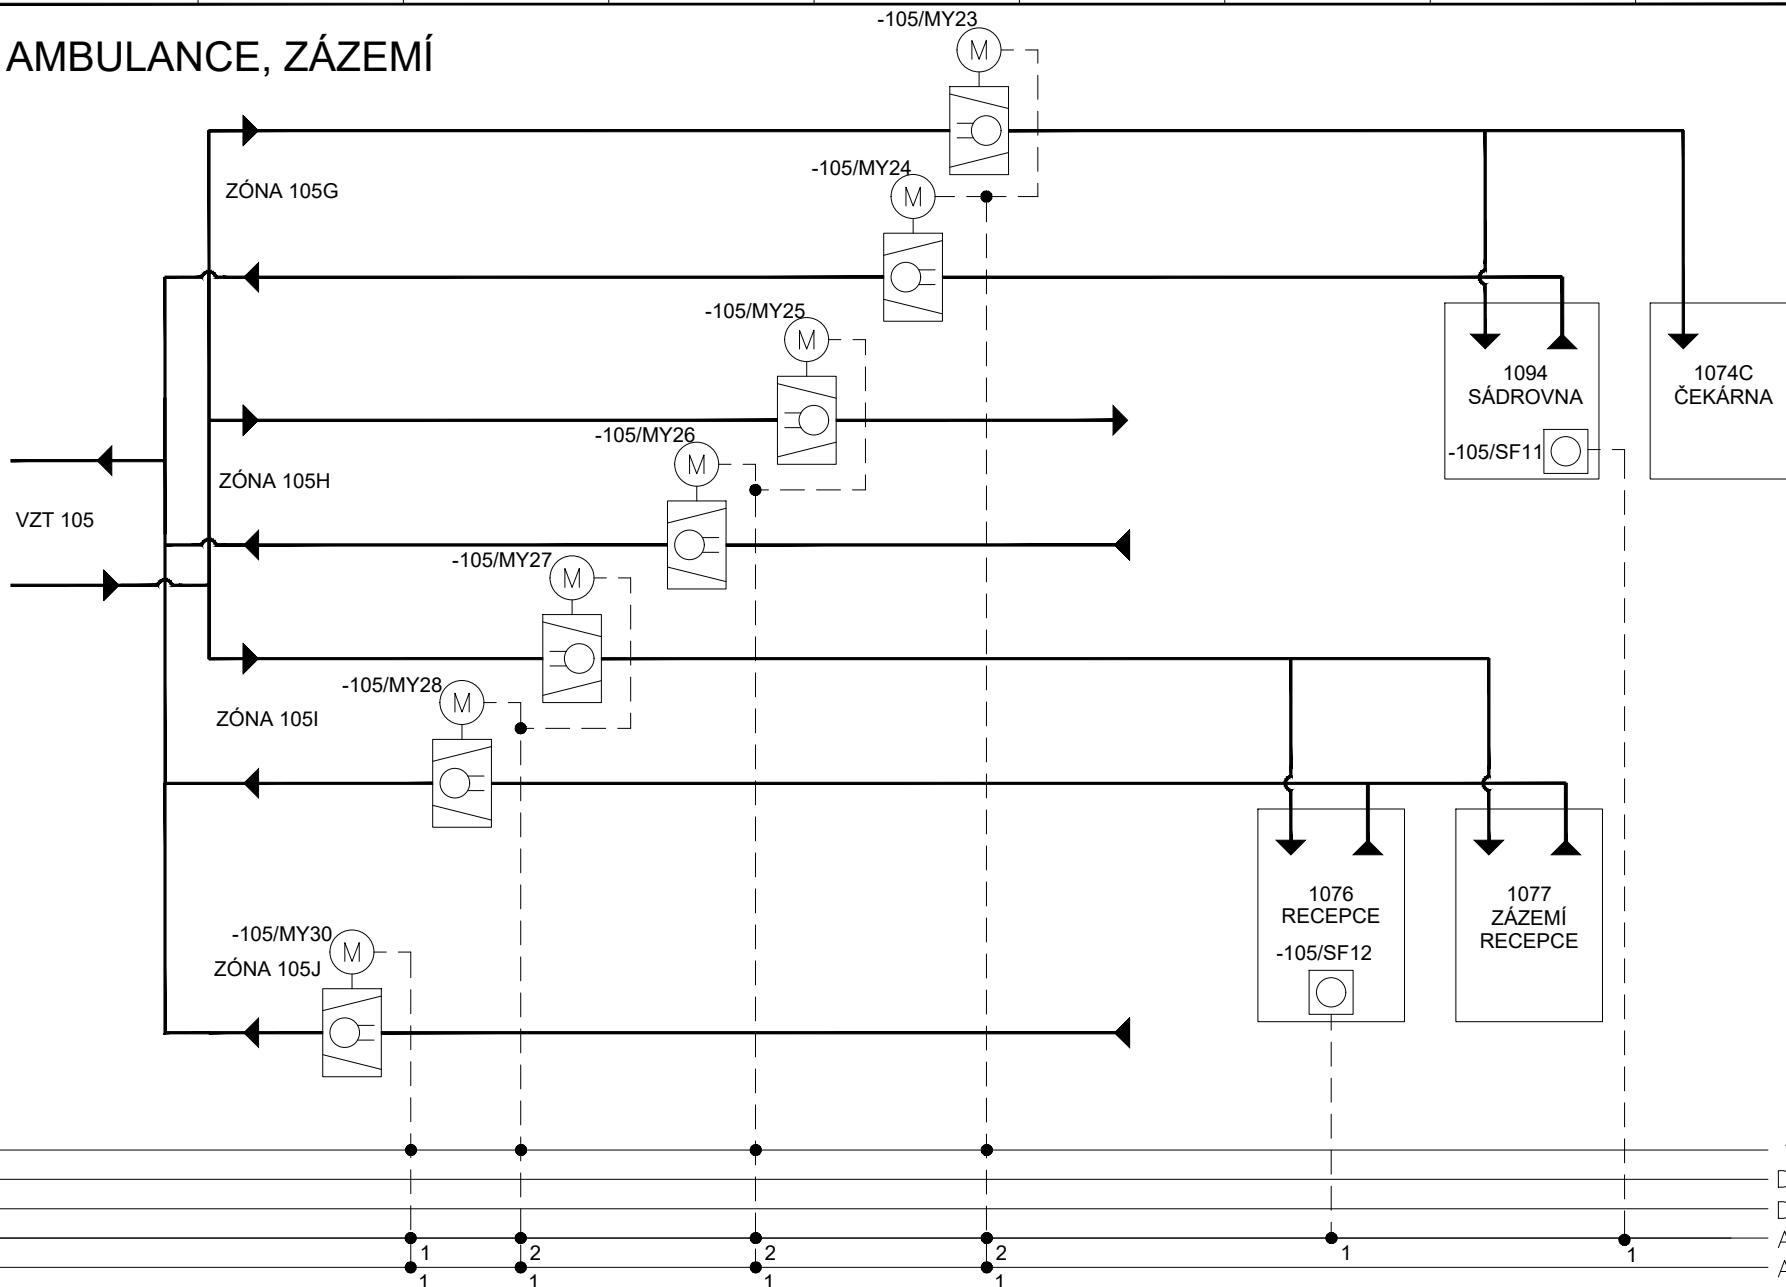 -105/MY23
AMBULANCE, ZÁZEMÍ
M
-105/MY24
M
ZÓNA 105G
-105/MY25
M
1094
SÁDROVNA
1074C
ČEKÁRNA
-105/MY26
M
-105/SF11
ZÓNA 105H
VZT 105
-105/MY27
M
-105/MY28
M
ZÓNA 105I
1076
RECEPCE
1077
ZÁZEMÍ
RECEPCE
-105/MY30
M
-105/SF12
ZÓNA 105J
D
D
A
1 2 2 2 1 1
A
1 1 1 1